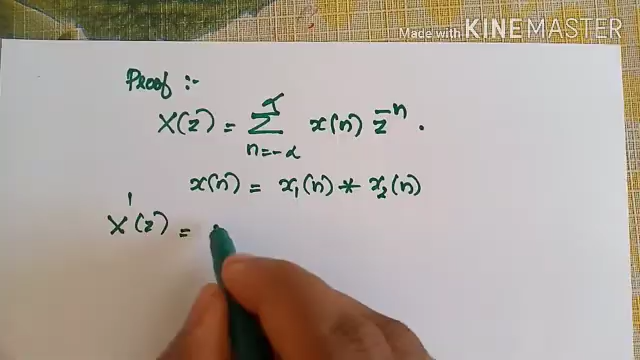 Made with KINEMASTER
Proof :-
X(z) = ∑ₙ₌₋∝^∝ x(n) z⁻ⁿ .
x(n) = x₁(n) * x₂(n)
X'(z) =